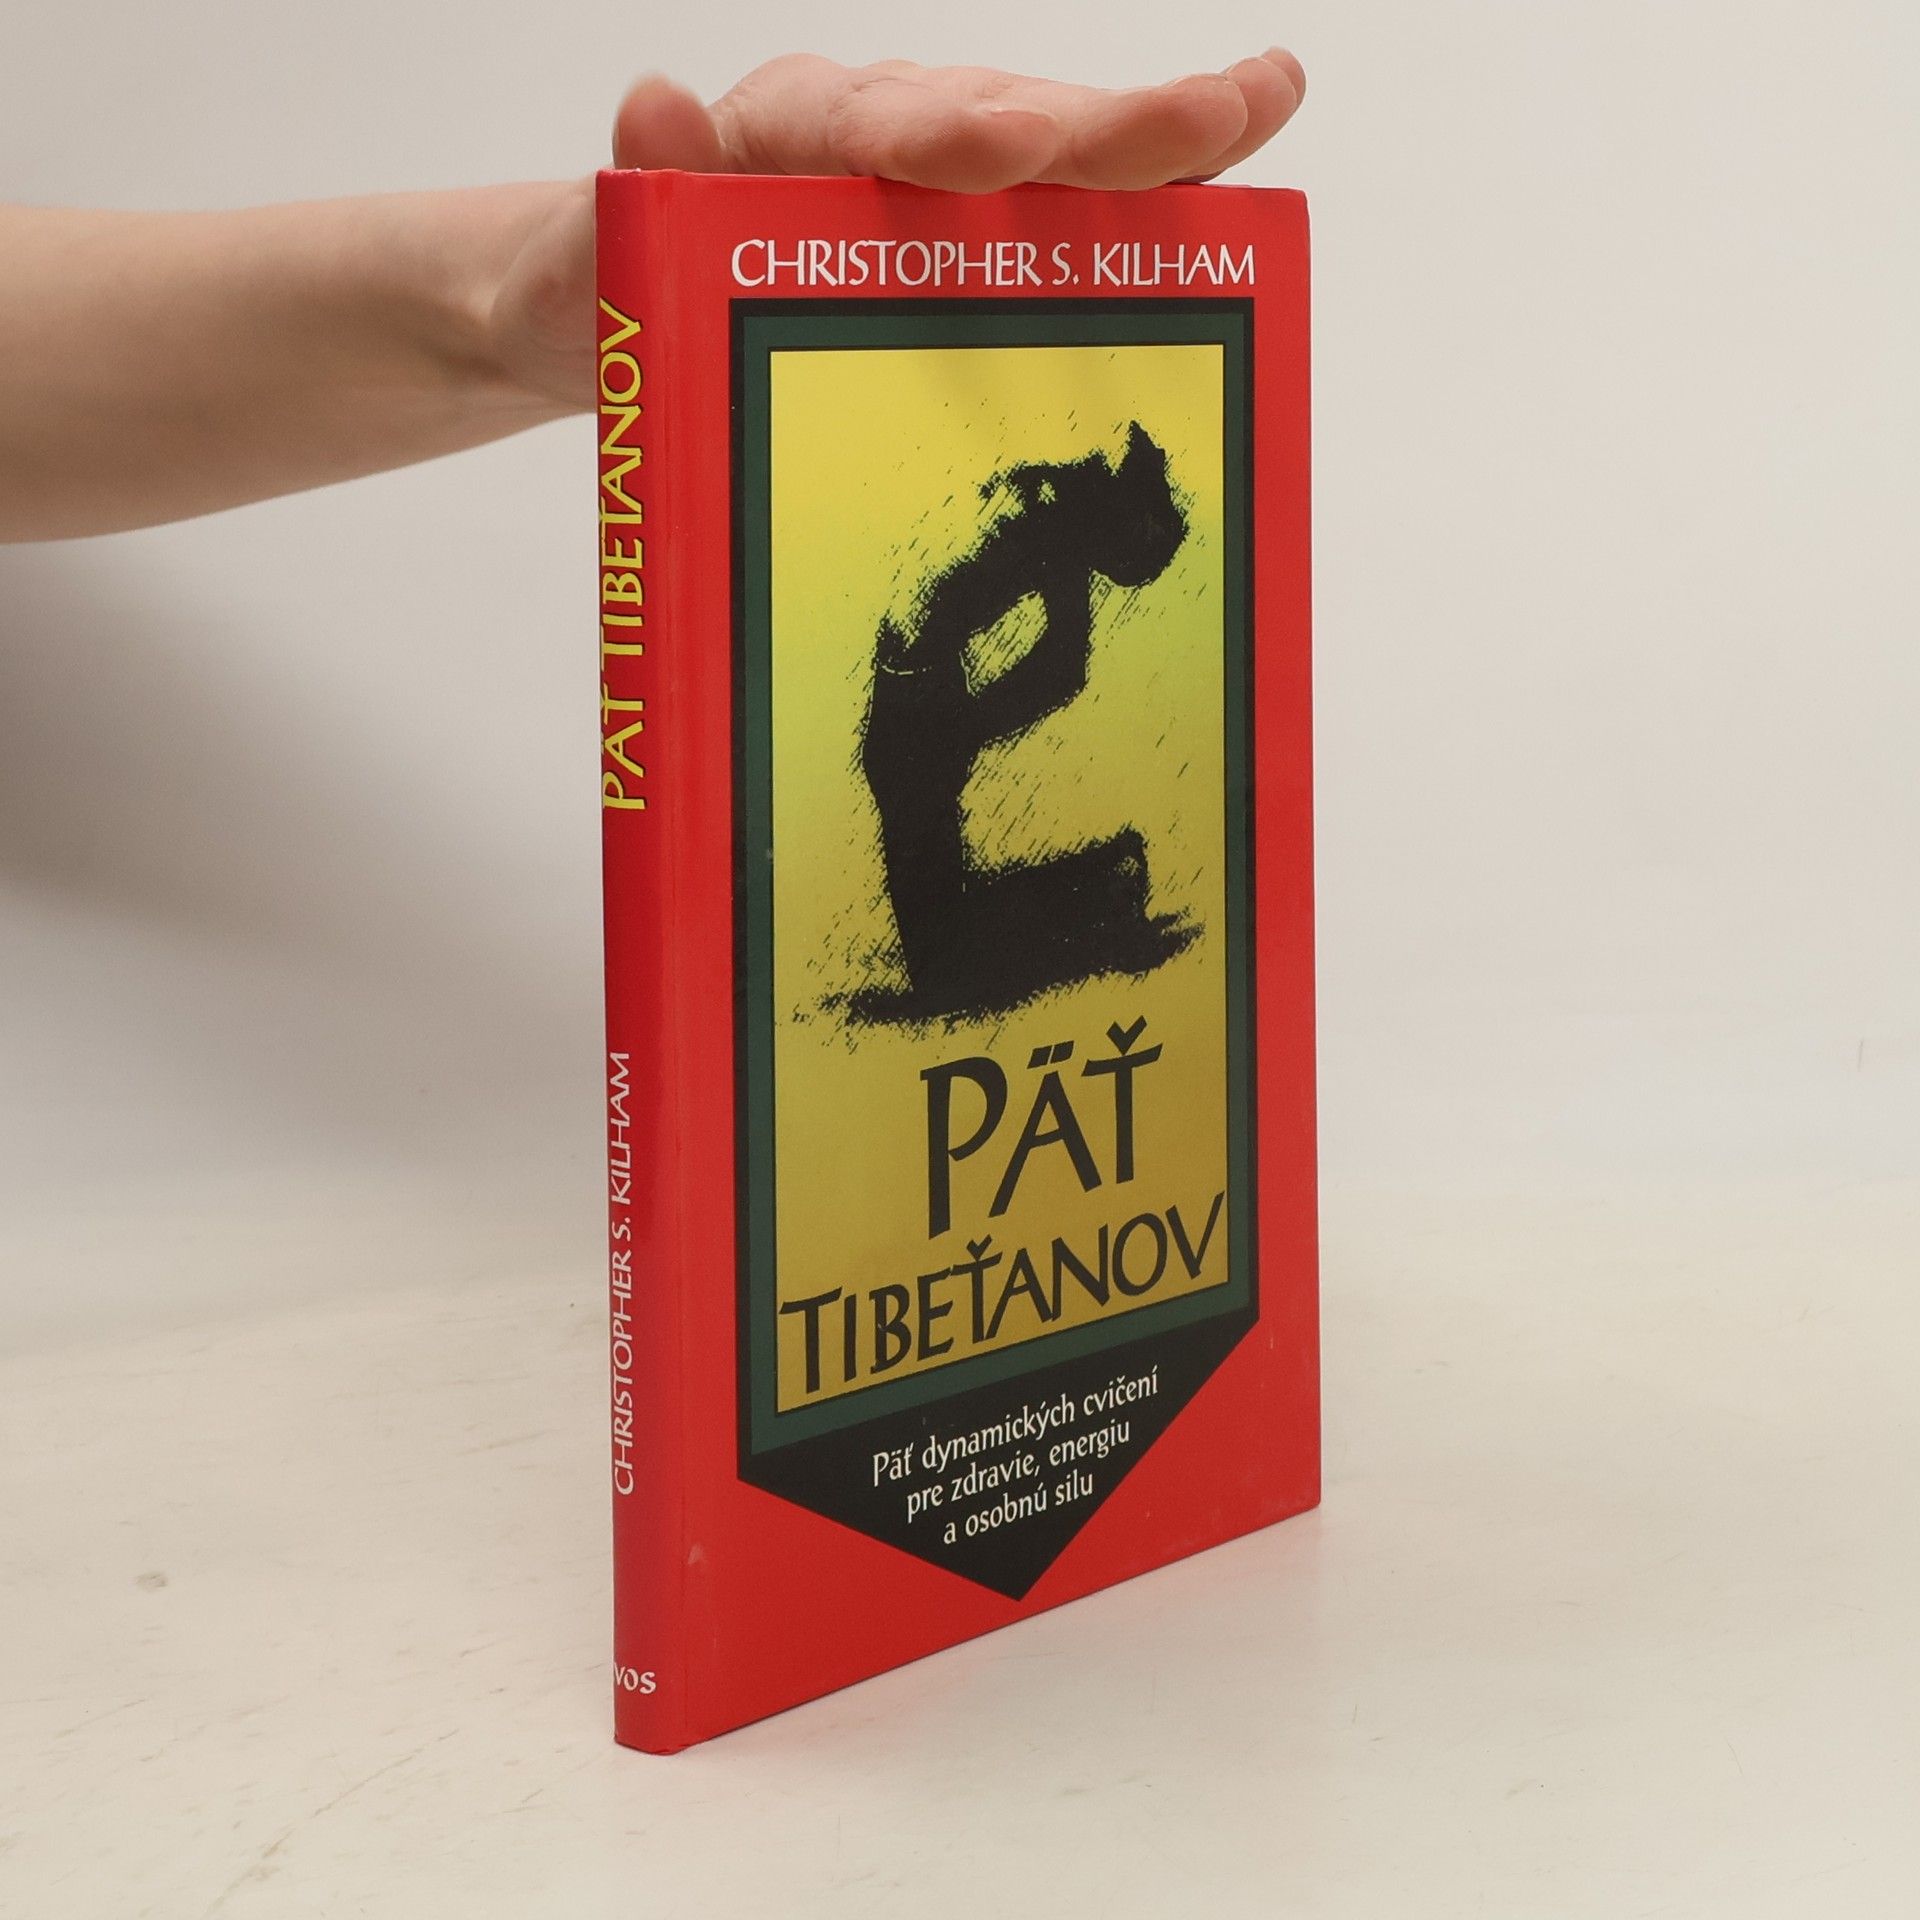 CHRISTOPHER S. KILHAM
PÄŤ
TIBEŤANOV
Päť dynamických cvičení
pre zdravie, energiu
a osobnú silu
PÄŤ TIBEŤANOV
CHRISTOPHER S. KILHAM